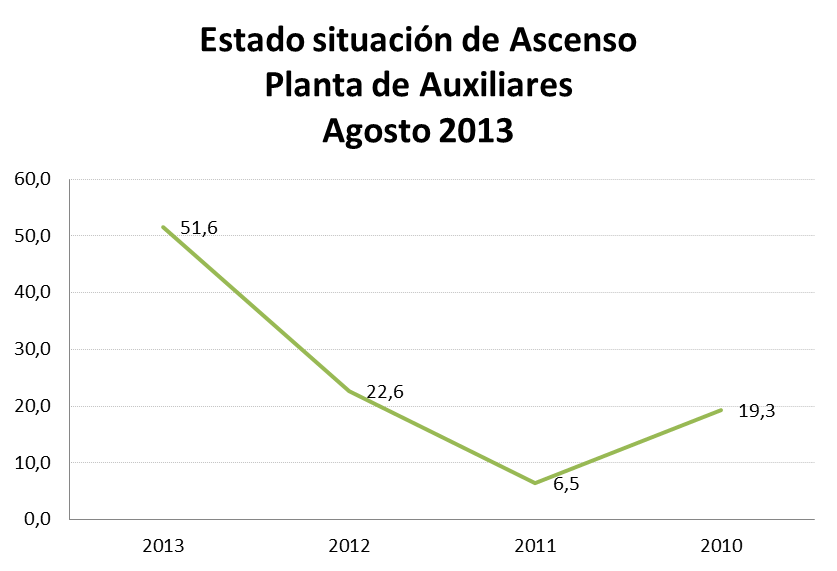 Estado situación de Ascenso
Planta de Auxiliares
Agosto 2013
60,0
50,0
40,0
30,0
20,0
10,0
0,0
51,6
22,6
6,5
19,3
2013 2012 2011 2010